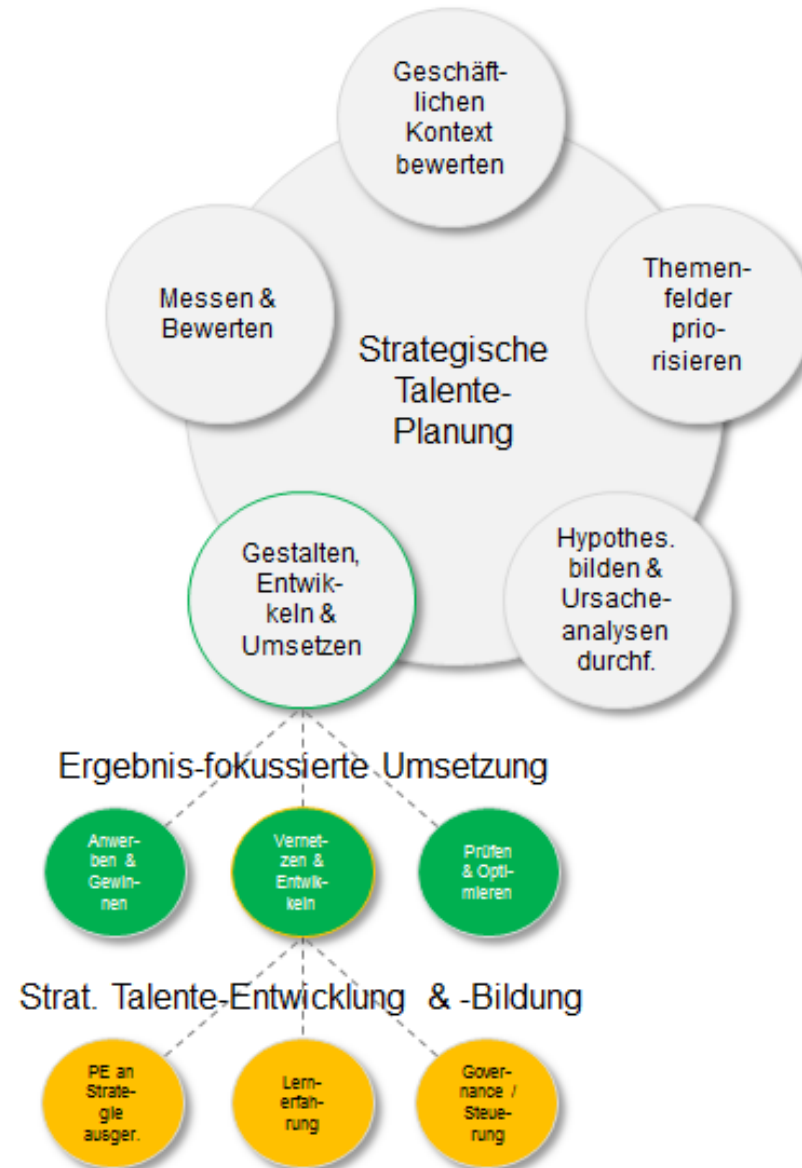 Geschäft-
lichen
Kontext
bewerten
Messen &
Bewerten
Themen-
felder
prio-
risieren
Strategische
Talente-
Planung
Gestalten,
Entwik-
keln &
Umsetzen
Hypothes.
bilden &
Ursache-
analysen
durchf.
Ergebnis-fokussierte Umsetzung
Anwer-
ben &
Gewin-
nen
Vernet-
zen &
Entwik-
keln
Prüfen
& Opti-
mieren
Strat. Talente-Entwicklung & -Bildung
PE an
Strate-
gie
ausger.
Lern-
erfah-
rung
Gover-
nance /
Steue-
rung